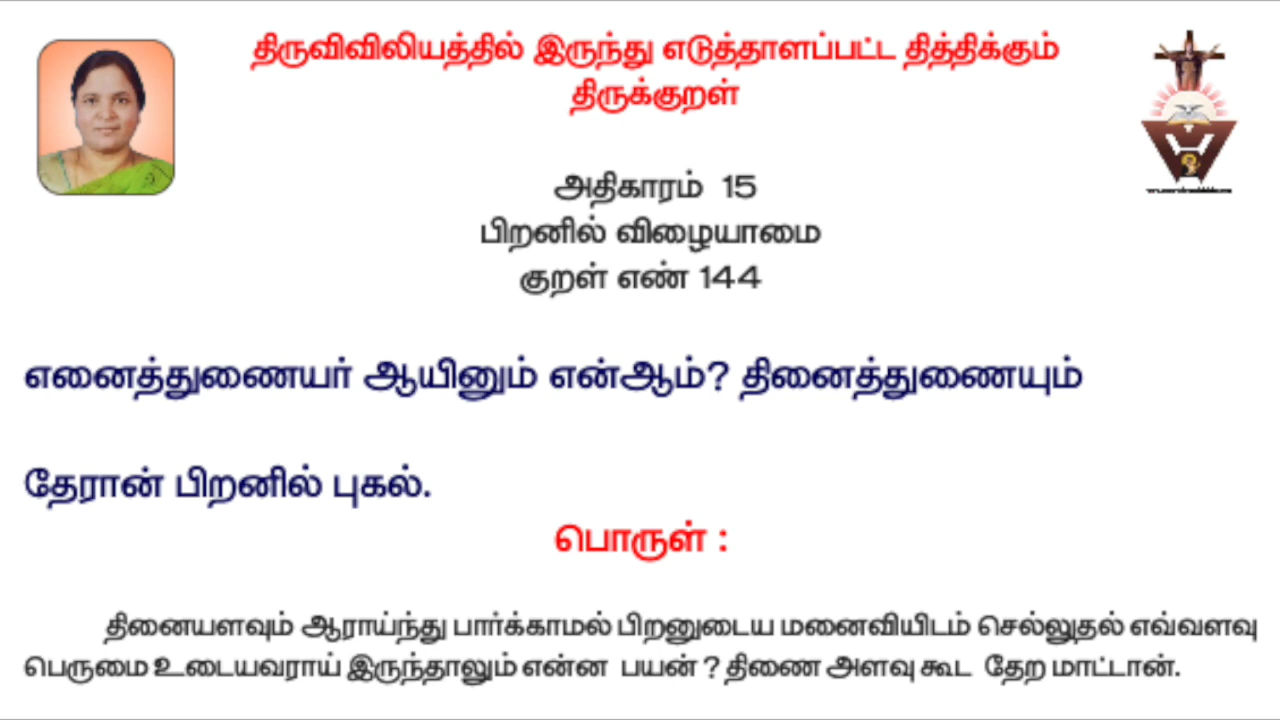 திருவிவிலியத்தில் இருந்து எடுத்தாளப்பட்ட தித்திக்கும்
திருக்குறள்
அதிகாரம் 15
பிறனில் விழையாமை
குறள் எண் 144
எனைத்துணையர் ஆயினும் என்ஆம்? தினைத்துணையும்
தேரான் பிறனில் புகல்.
பொருள் :
தினையளவும் ஆராய்ந்து பார்க்காமல் பிறனுடைய மனைவியிடம் செல்லுதல் எவ்வளவு
பெருமை உடையவராய் இருந்தாலும் என்ன பயன் ? திணை அளவு கூட தேற மாட்டான்.